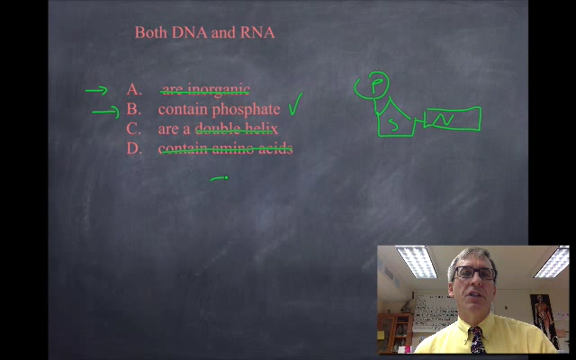 Both DNA and RNA
A. are inorganic
B. contain phosphate
C. are a double helix
D. contain amino acids
P
S
N